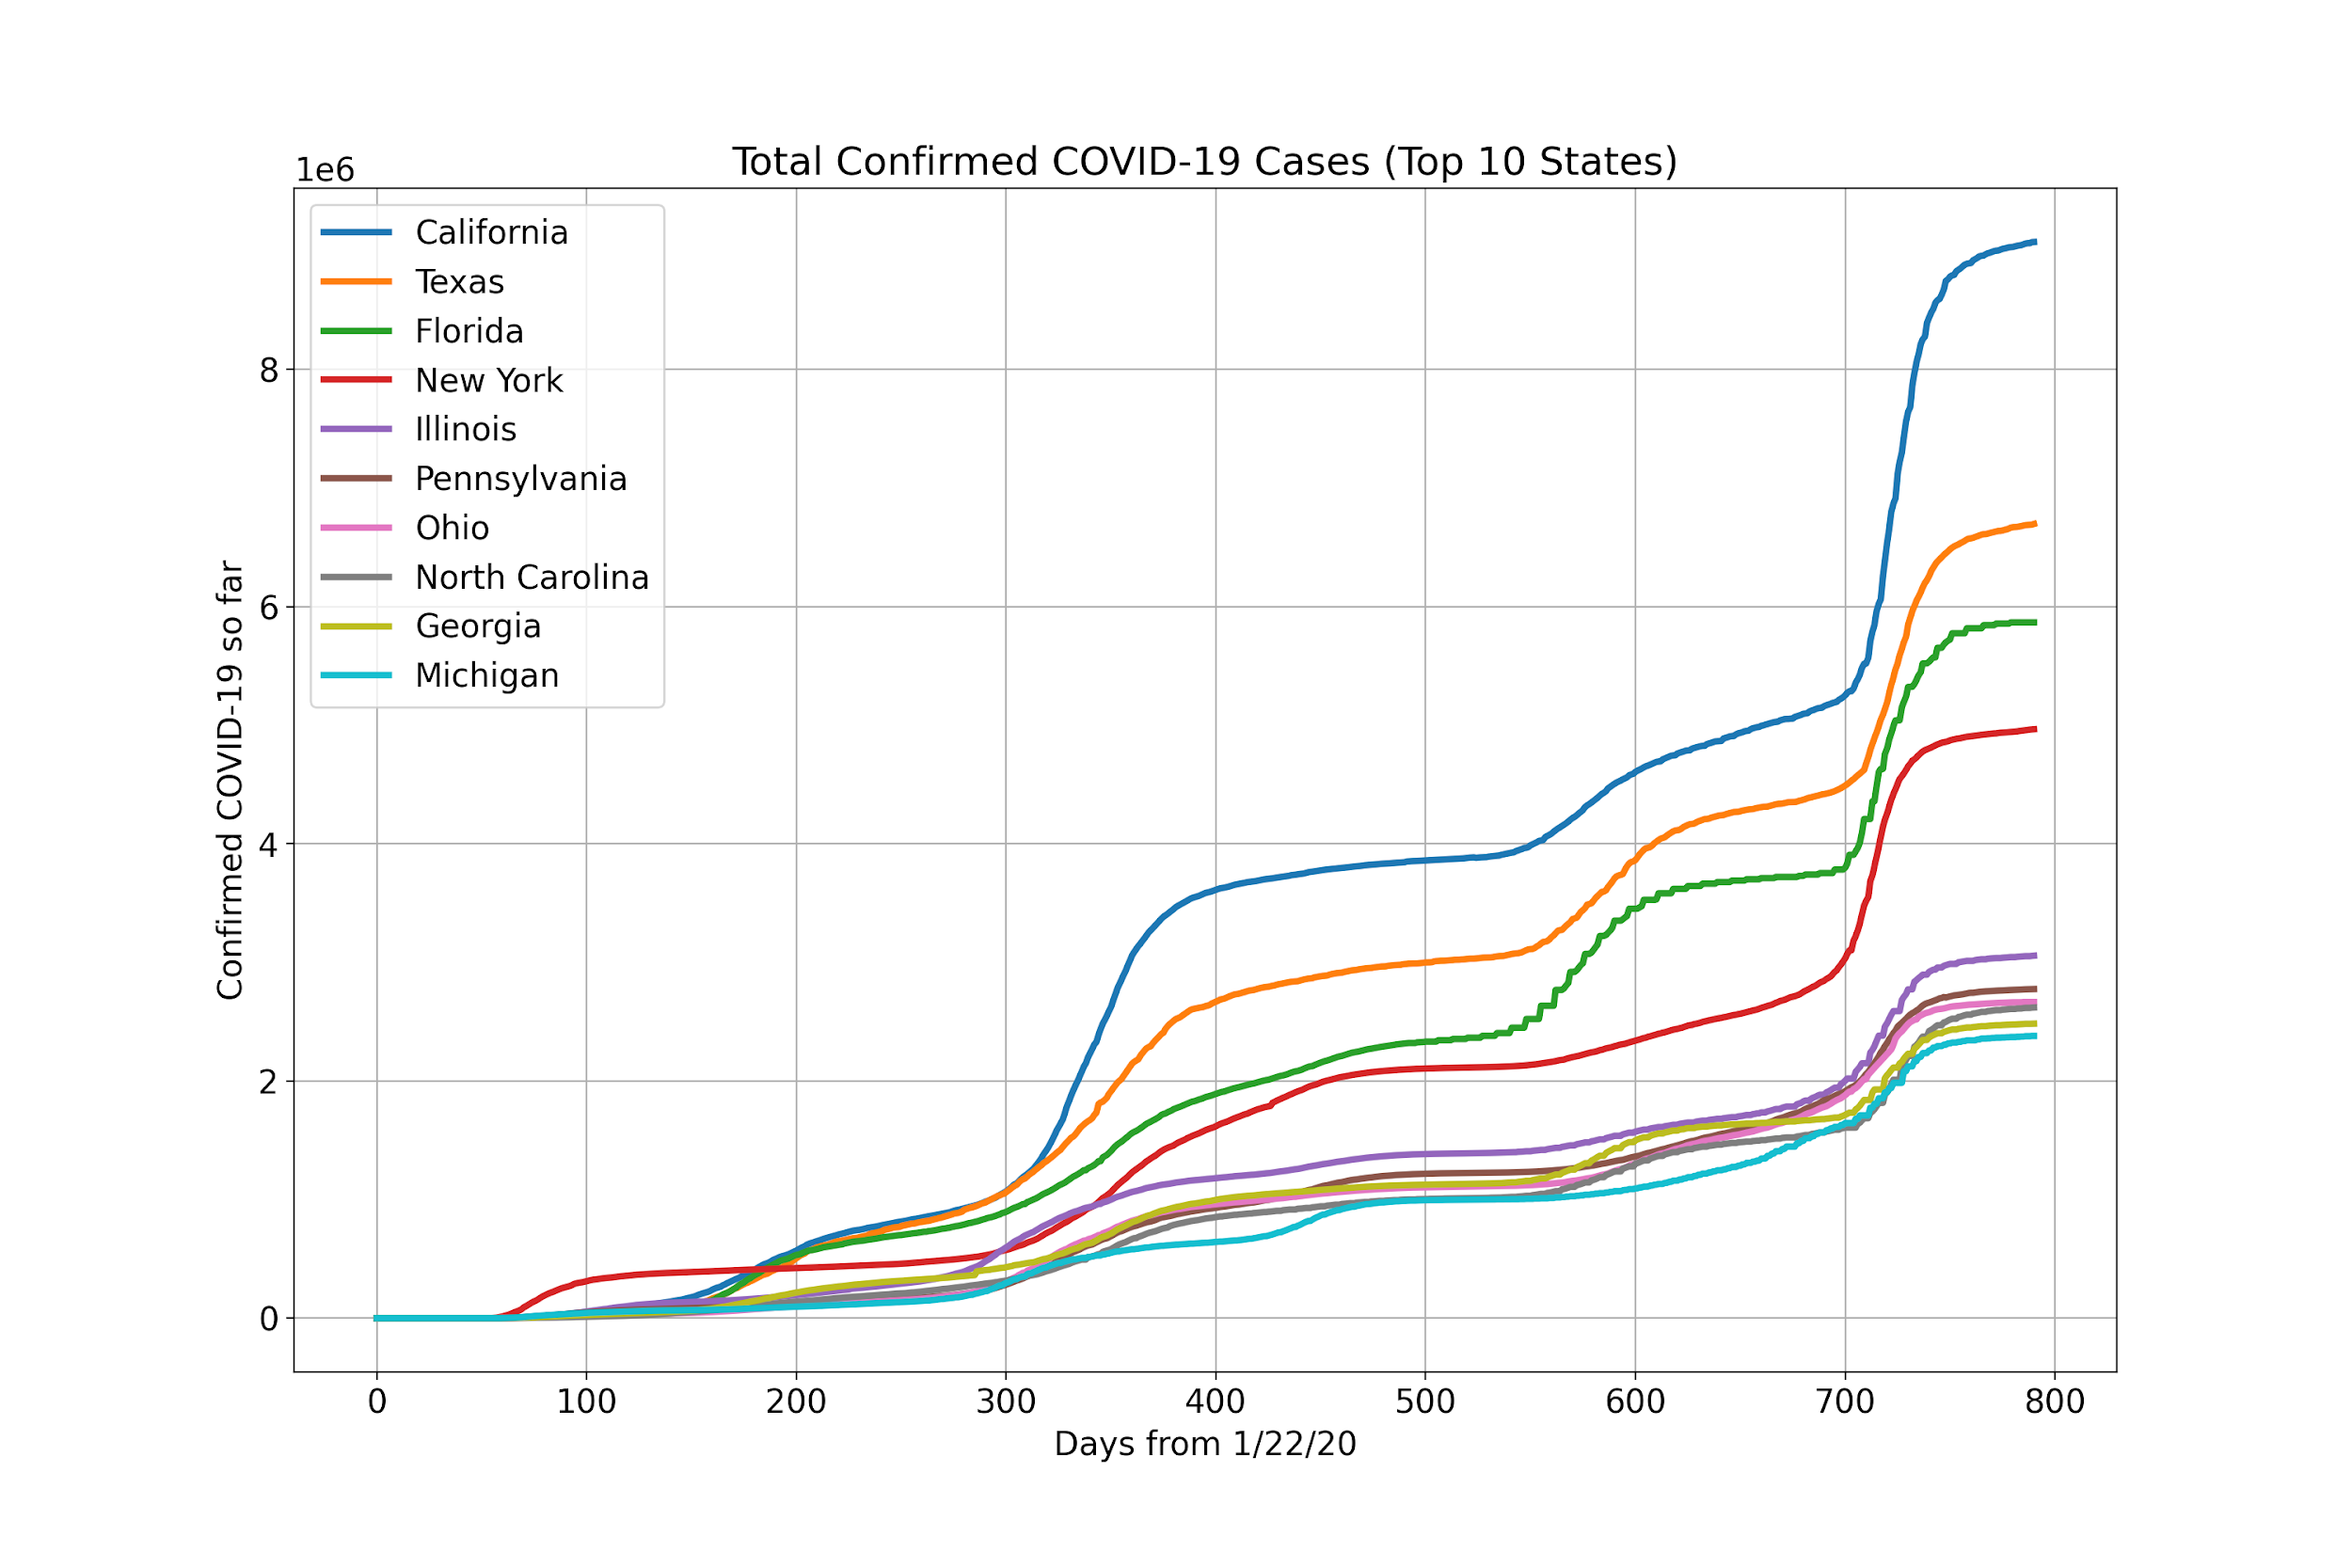 Total Confirmed COVID-19 Cases (Top 10 States)
1e6
California
Texas
Florida
New York
Illinois
Pennsylvania
Ohio
North Carolina
Georgia
Michigan
8
6
4
2
0
Confirmed COVID-19 so far
0 100 200 300 400 500 600 700 800
Days from 1/22/20